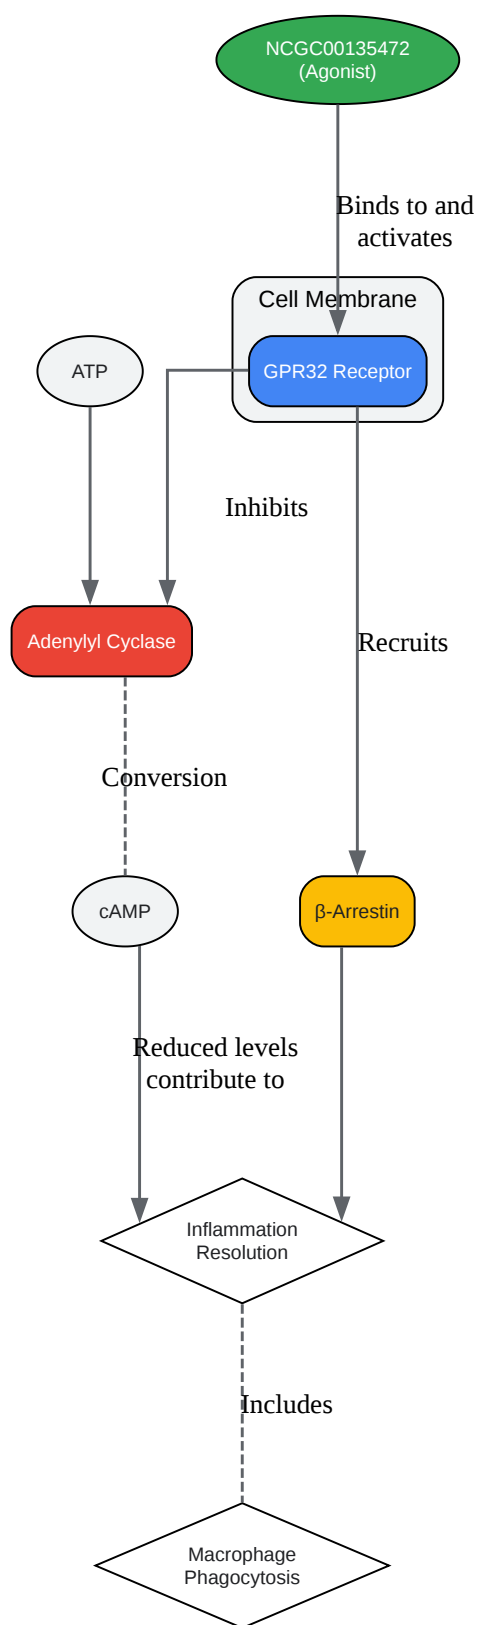 NCGC00135472
(Agonist)
Binds to and
activates
Cell Membrane
GPR32 Receptor
ATP
Inhibits
Adenylyl Cyclase
Recruits
Conversion
cAMP
β-Arrestin
Reduced levels
contribute to
Inflammation
Resolution
Includes
Macrophage
Phagocytosis